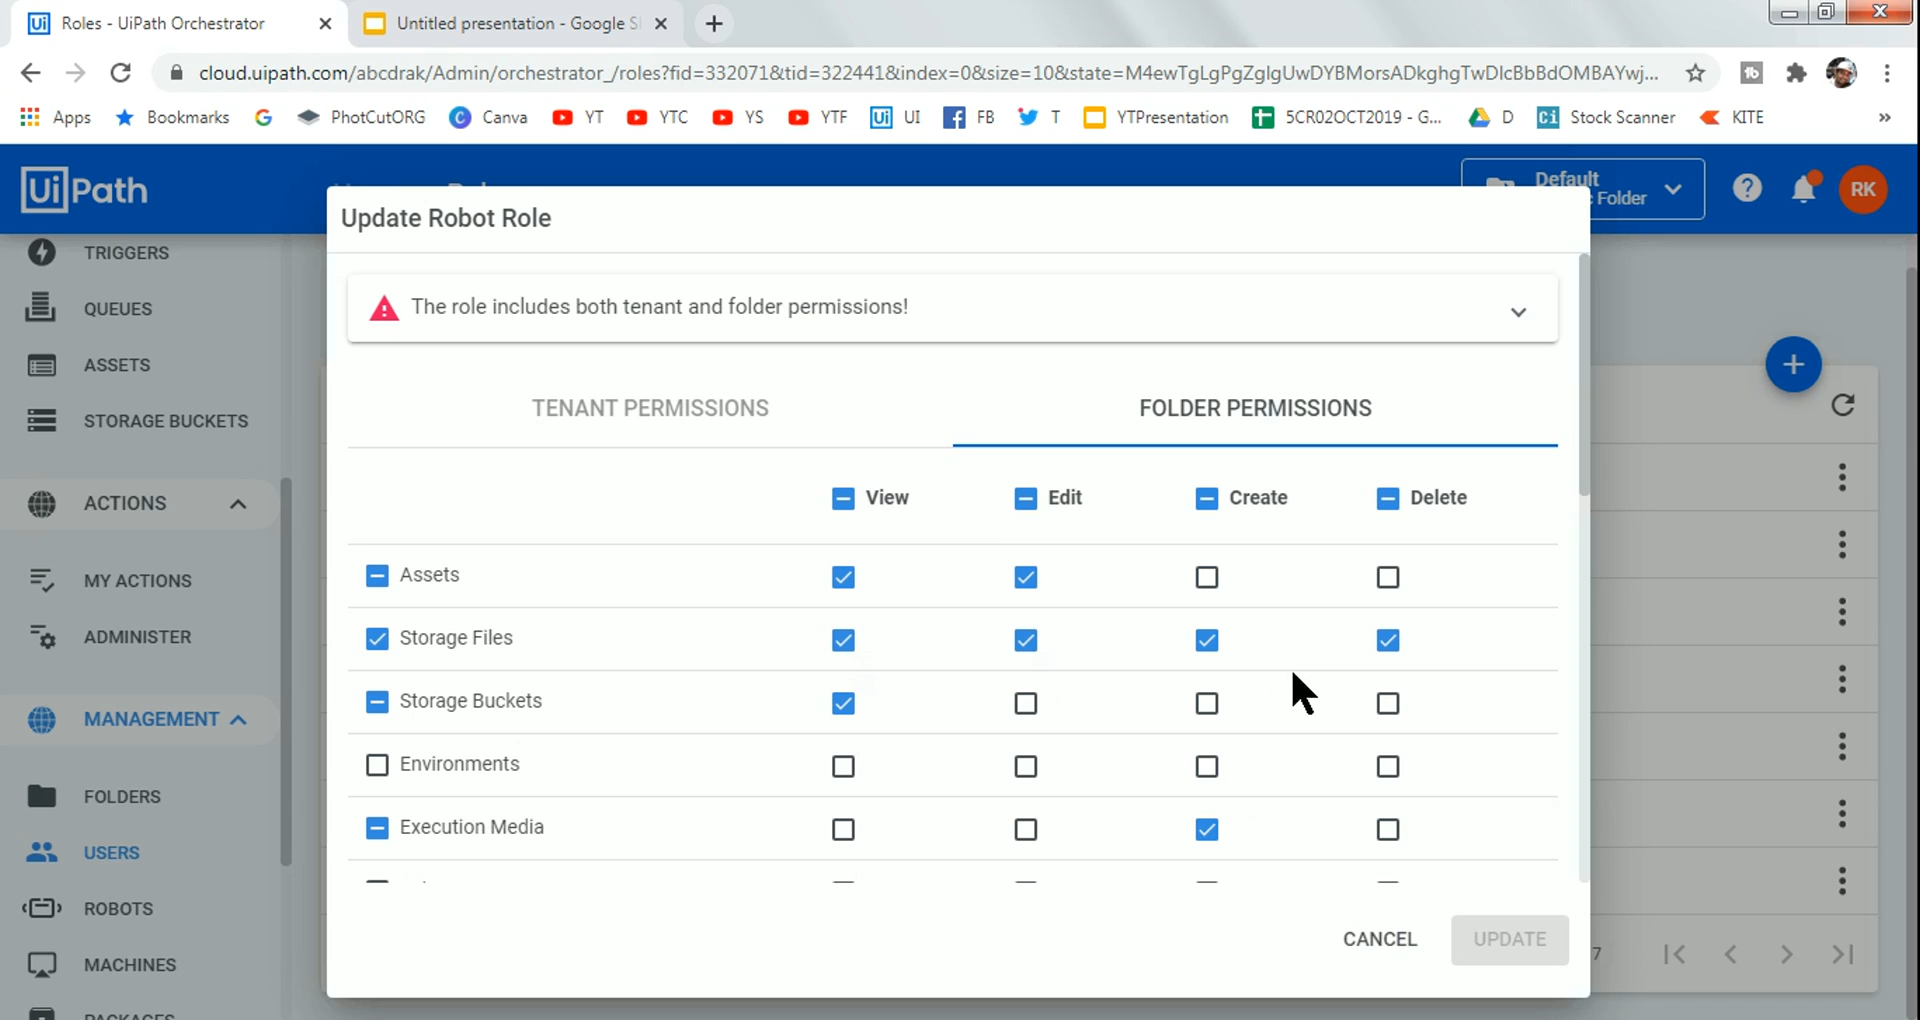 Roles - UiPath Orchestrator
Untitled presentation - Google S
cloud.uipath.com/abcdrak/Admin/orchestrator_/roles?fid=332071&tid=322441&index=0&size=10&state=M4ewTgLgPgZglgUwDYBMorsADkghgTwDIcBbBdOMBAYwj...
Apps
Bookmarks
PhotCutORG
Canva
YT
YTC
YS
YTF
UI
FB
T
YTPresentation
5CR02OCT2019 - G...
D
Stock Scanner
KITE
UiPath
Default
Folder
RK
TRIGGERS
QUEUES
ASSETS
STORAGE BUCKETS
ACTIONS
MY ACTIONS
ADMINISTER
MANAGEMENT
FOLDERS
USERS
ROBOTS
MACHINES
PACKAGES
Update Robot Role
The role includes both tenant and folder permissions!
TENANT PERMISSIONS
FOLDER PERMISSIONS
View Edit Create Delete
Assets
Storage Files
Storage Buckets
Environments
Execution Media
CANCEL
UPDATE
7